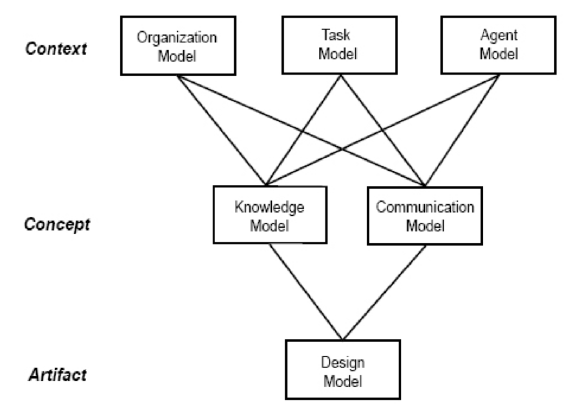 Context
Organization
Model
Task
Model
Agent
Model
Concept
Knowledge
Model
Communication
Model
Artifact
Design
Model